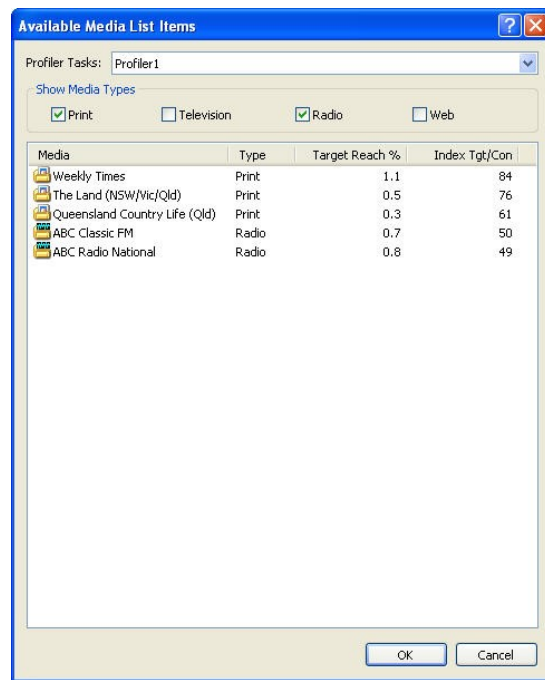 Available Media List Items
Profiler Tasks: Profiler1
Show Media Types
Print Television Radio Web
Media Type Target Reach % Index Tgt/Con
Weekly Times Print 1.1 84
The Land (NSW/Vic/Qld) Print 0.5 76
Queensland Country Life (Qld) Print 0.3 61
ABC Classic FM Radio 0.7 50
ABC Radio National Radio 0.8 49
OK Cancel